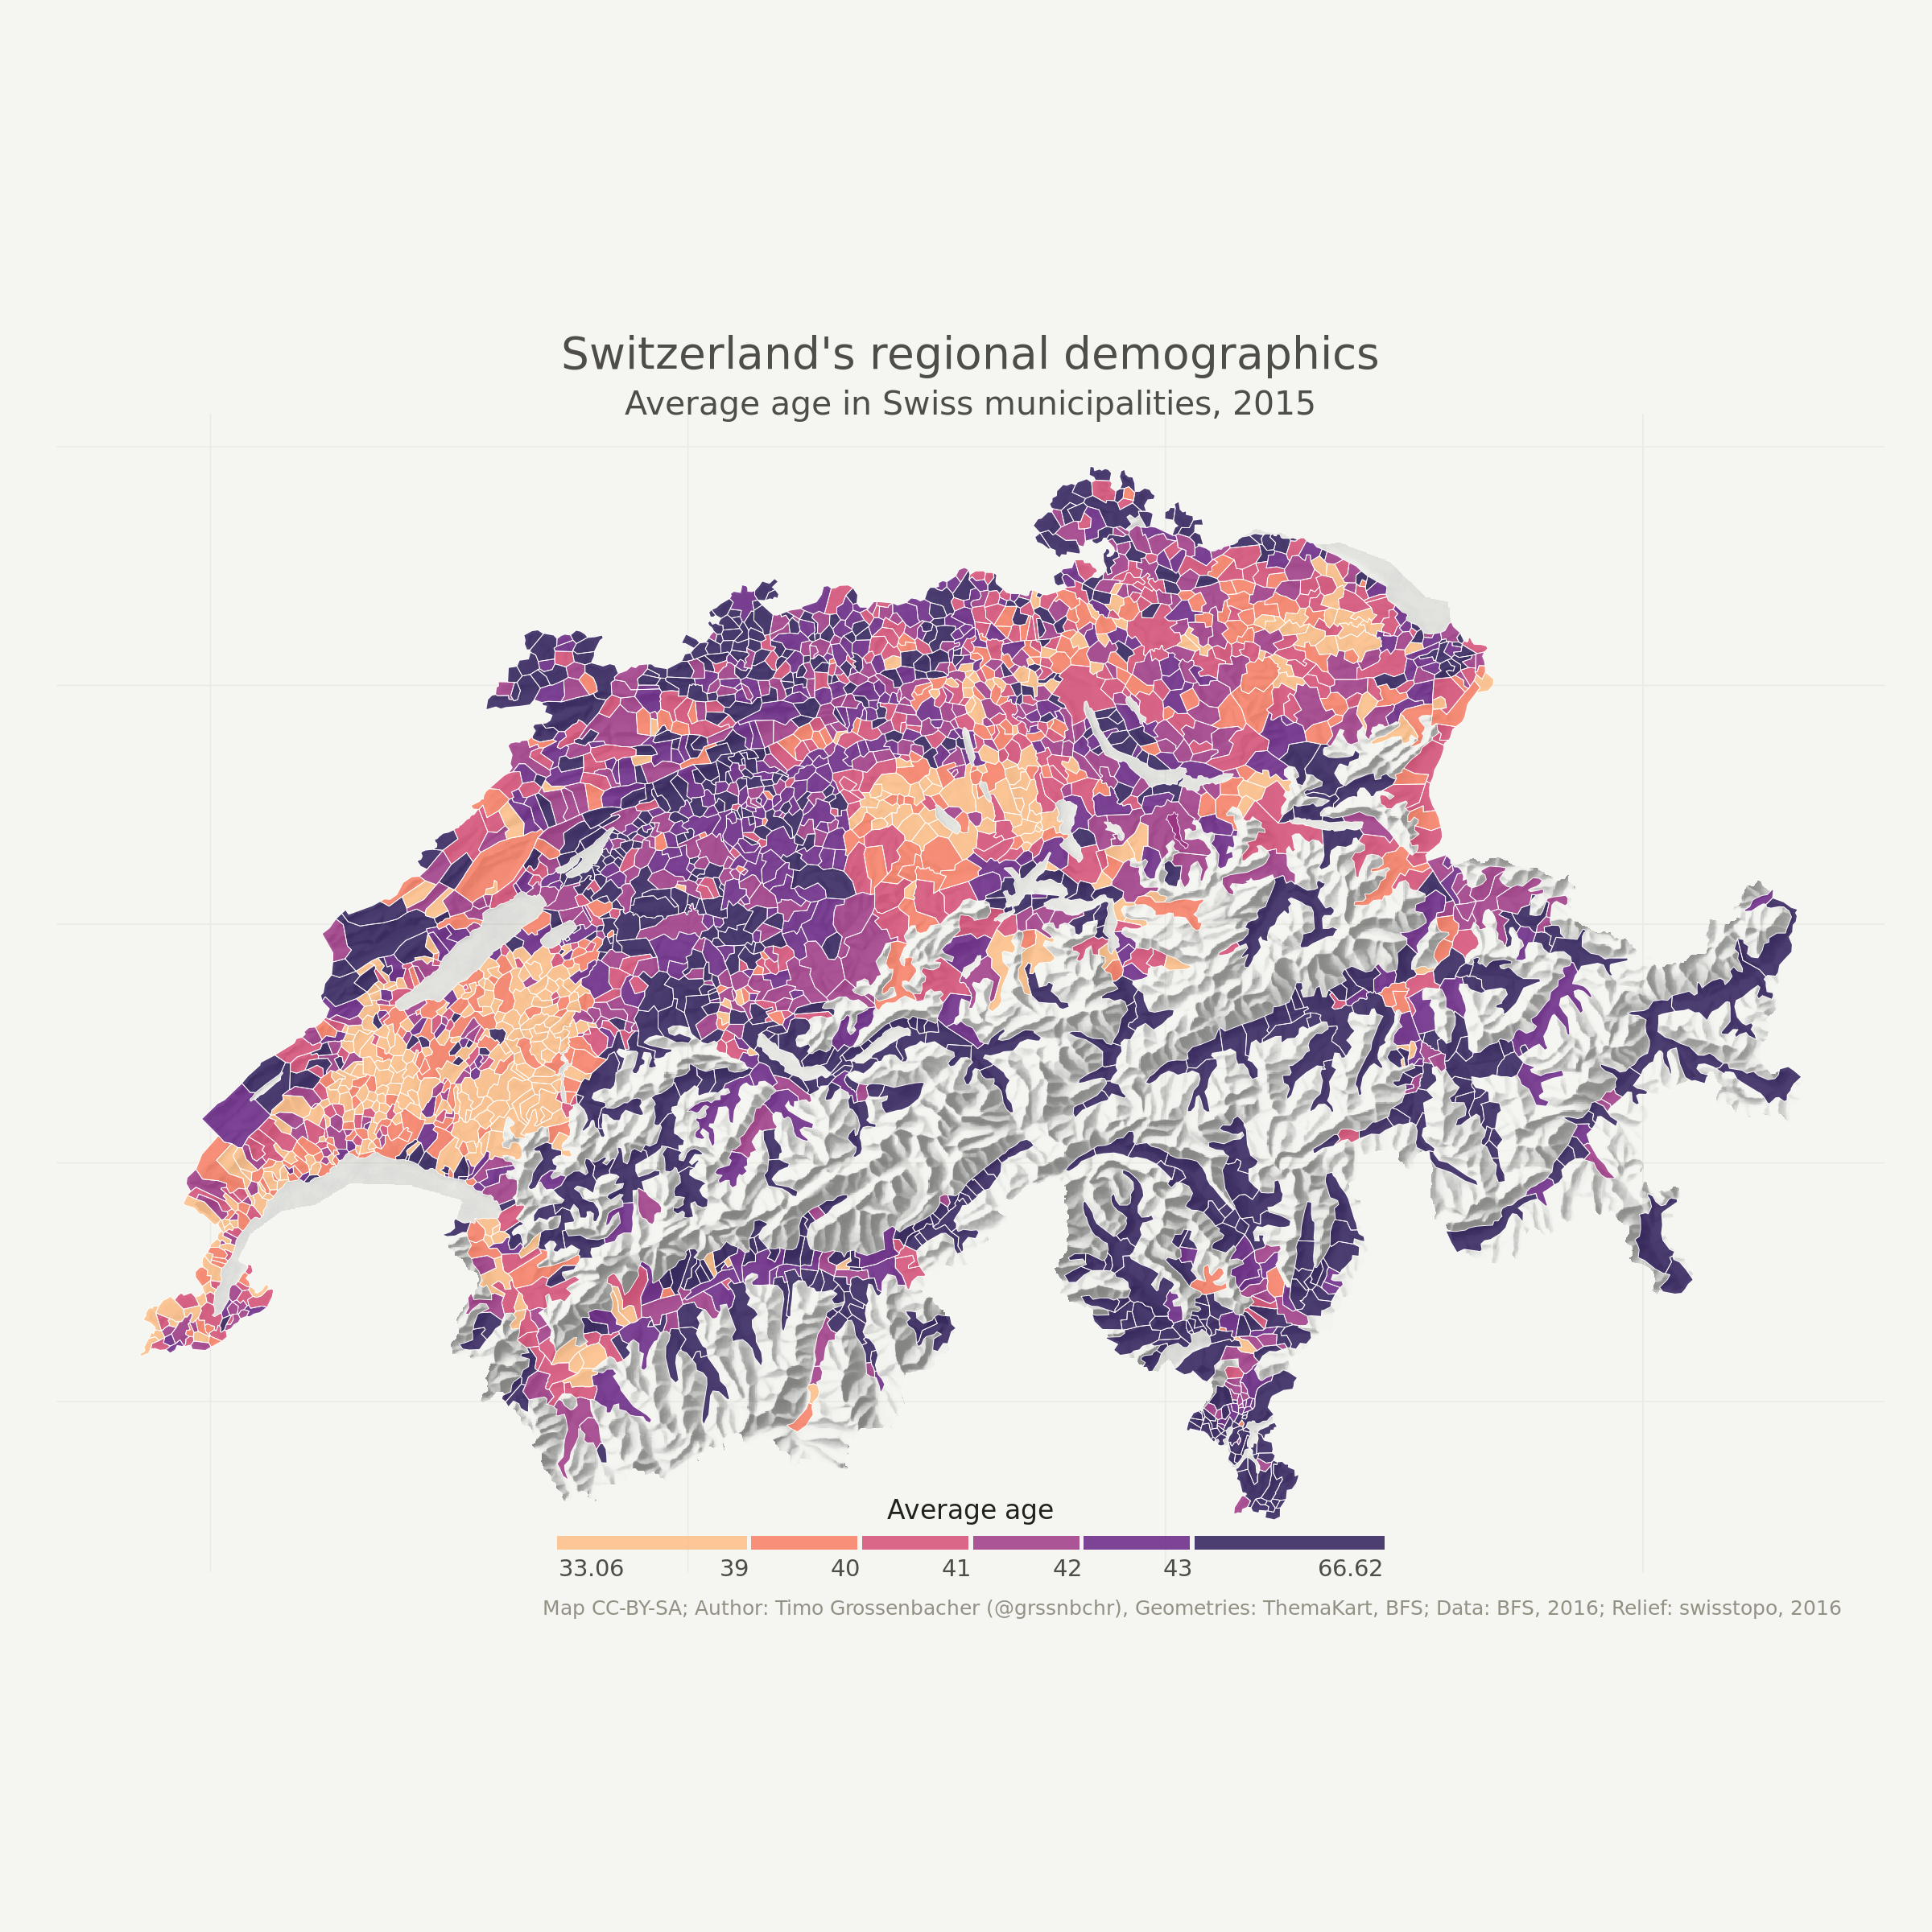 Switzerland's regional demographics
Average age in Swiss municipalities, 2015
Average age
33.06 39 40 41 42 43 66.62
Map CC-BY-SA; Author: Timo Grossenbacher (@grssnbchr), Geometries: ThemaKart, BFS; Data: BFS, 2016; Relief: swisstopo, 2016